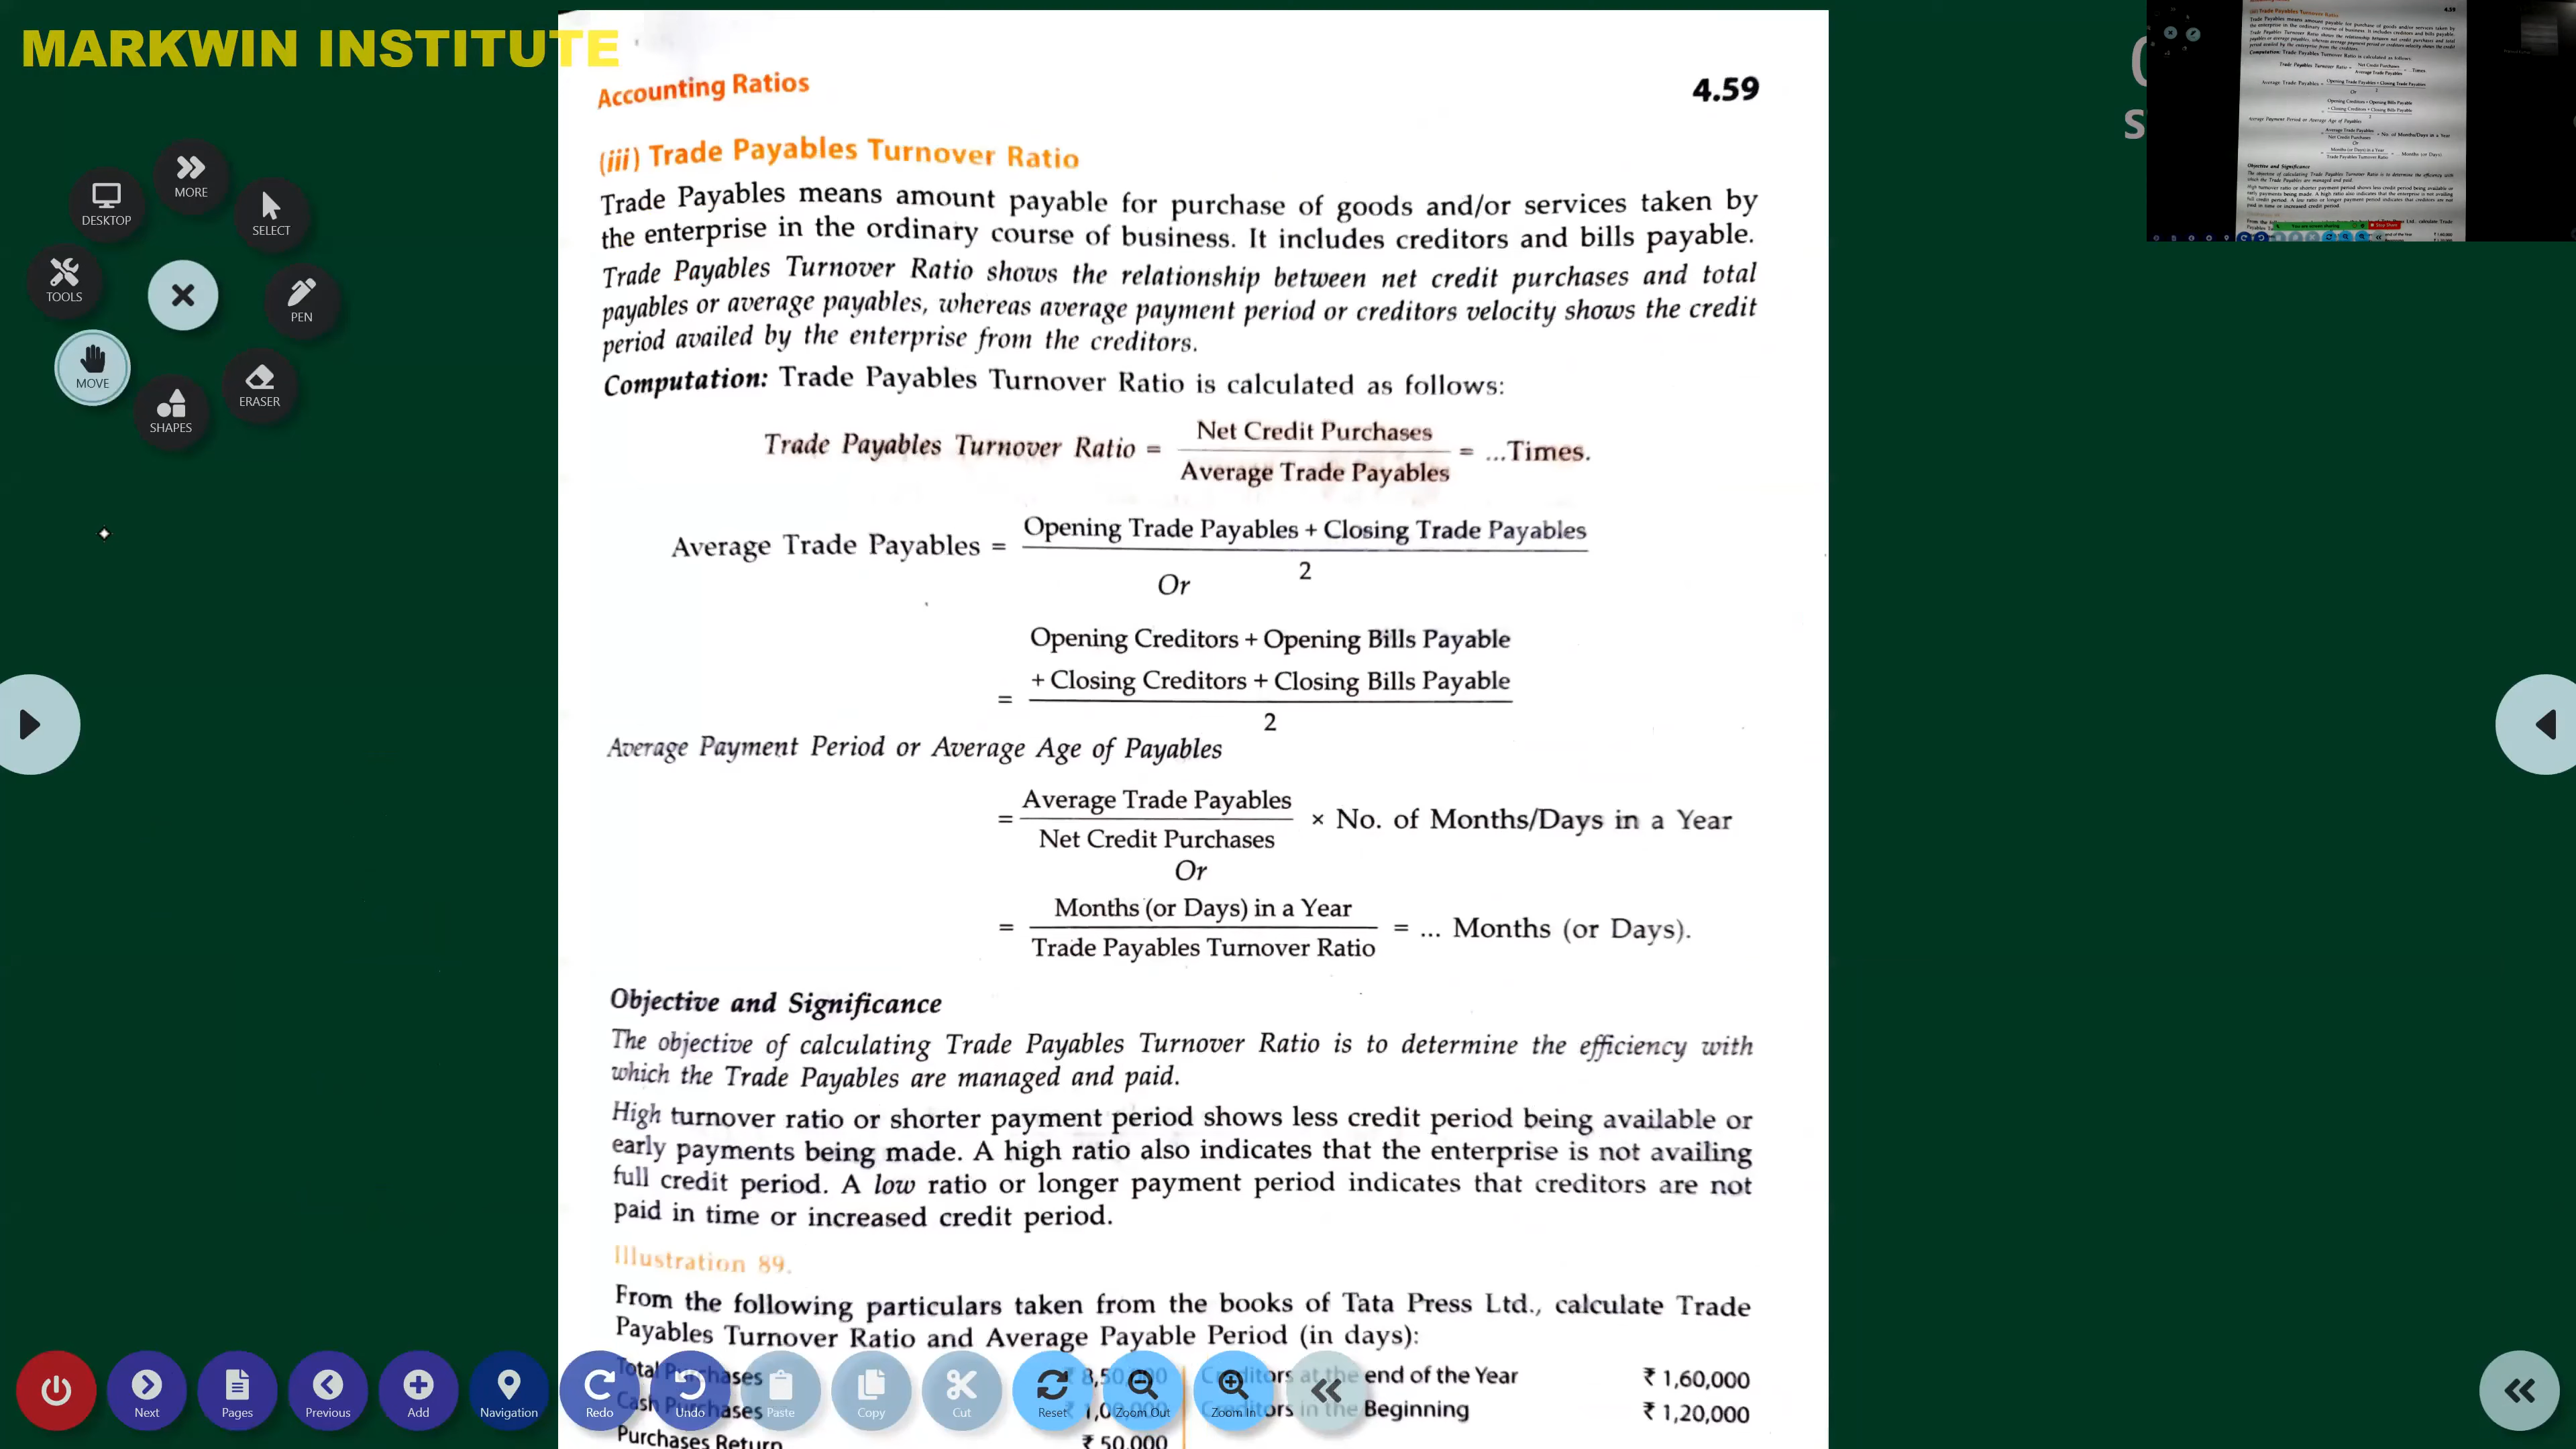 MARKWIN INSTITUTE
Accounting Ratios
4.59
(iii) Trade Payables Turnover Ratio
Trade Payables means amount payable for purchase of goods and/or services taken by
the enterprise in the ordinary course of business. It includes creditors and bills payable.
Trade Payables Turnover Ratio shows the relationship between net credit purchases and total
payables or average payables, whereas average payment period or creditors velocity shows the credit
period availed by the enterprise from the creditors.
Computation: Trade Payables Turnover Ratio is calculated as follows:
Trade Payables Turnover Ratio = Net Credit Purchases / Average Trade Payables = ...Times.
Average Trade Payables = Opening Trade Payables + Closing Trade Payables
2
Or
Opening Creditors + Opening Bills Payable
+ Closing Creditors + Closing Bills Payable
=
2
Average Payment Period or Average Age of Payables
= Average Trade Payables / Net Credit Purchases × No. of Months/Days in a Year
Or
= Months (or Days) in a Year / Trade Payables Turnover Ratio = ... Months (or Days).
Objective and Significance
The objective of calculating Trade Payables Turnover Ratio is to determine the efficiency with
which the Trade Payables are managed and paid.
High turnover ratio or shorter payment period shows less credit period being available or
early payments being made. A high ratio also indicates that the enterprise is not availing
full credit period. A low ratio or longer payment period indicates that creditors are not
paid in time or increased credit period.
Illustration 89.
From the following particulars taken from the books of Tata Press Ltd., calculate Trade
Payables Turnover Ratio and Average Payable Period (in days):
Total Purchases
Creditors at the end of the Year ₹ 1,60,000
Cash Purchases
Creditors in the Beginning ₹ 1,20,000
Purchases Return ₹ 50,000
DESKTOP
MORE
SELECT
TOOLS
PEN
MOVE
ERASER
SHAPES
Next
Pages
Previous
Add
Navigation
Redo
Undo
Paste
Copy
Cut
Reset
Zoom Out
Zoom In